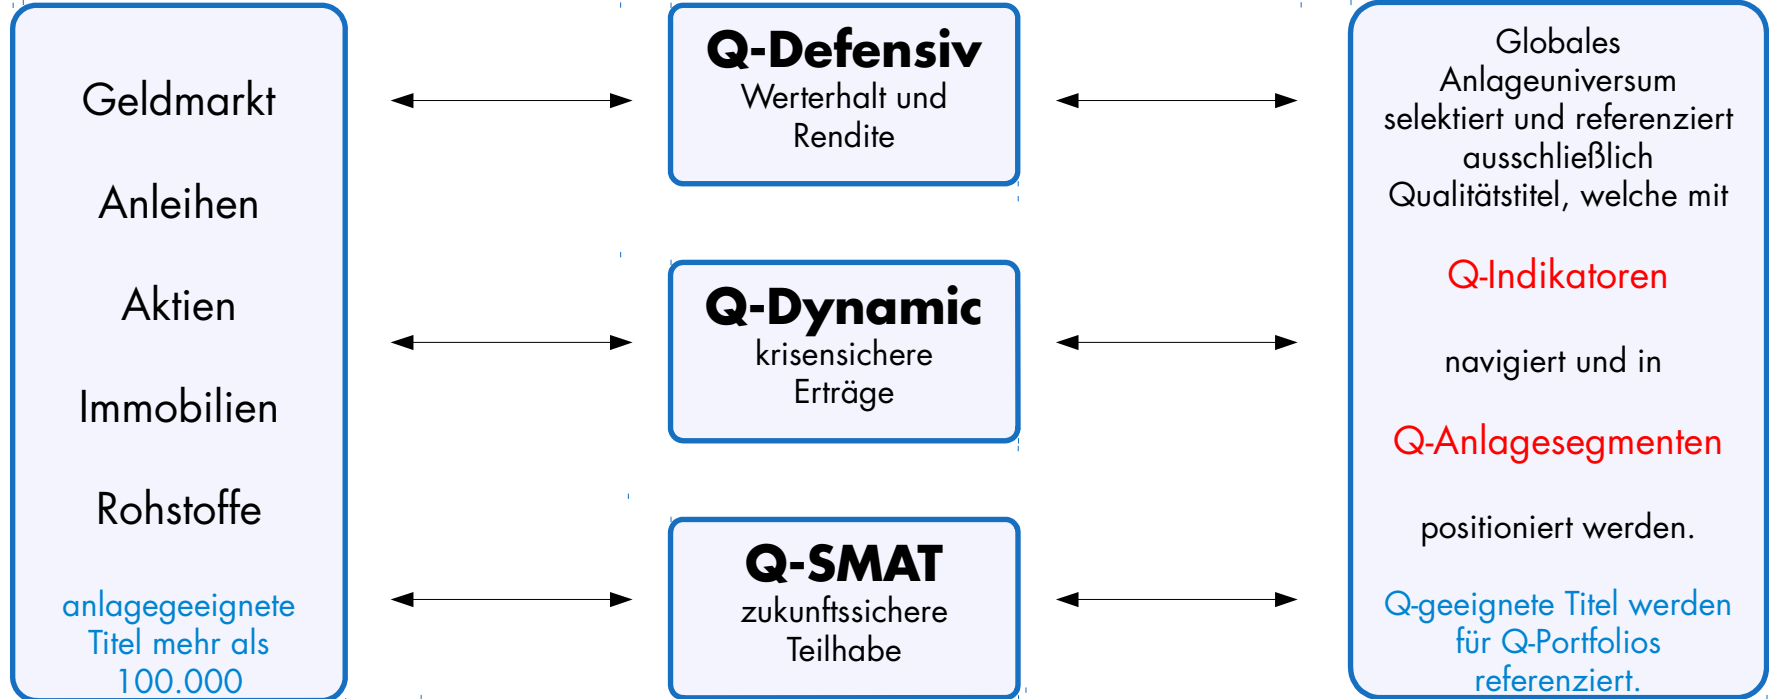 Geldmarkt
Anleihen
Aktien
Immobilien
Rohstoffe
anlagegeeignete
Titel mehr als
100.000
Q-Defensiv
Werterhalt und
Rendite
Q-Dynamic
krisensichere
Erträge
Q-SMAT
zukunftssichere
Teilhabe
Globales
Anlageuniversum
selektiert und referenziert
ausschließlich
Qualitätstitel, welche mit
Q-Indikatoren
navigiert und in
Q-Anlagesegmenten
positioniert werden.
Q-geeignete Titel werden
für Q-Portfolios
referenziert.